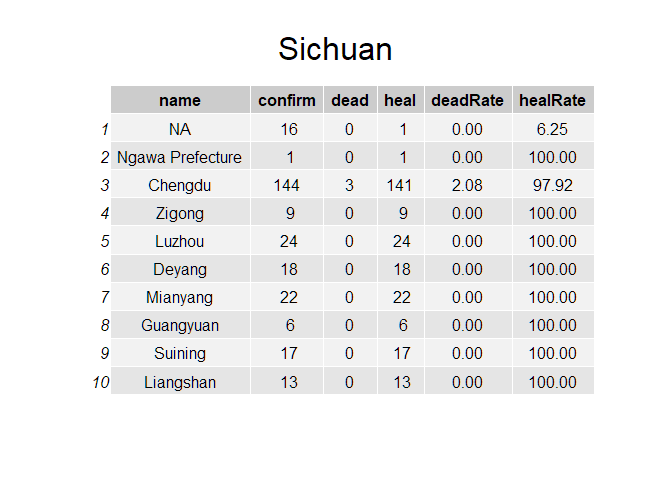 Sichuan
name confirm dead heal deadRate healRate
1 NA 16 0 1 0.00 6.25
2 Ngawa Prefecture 1 0 1 0.00 100.00
3 Chengdu 144 3 141 2.08 97.92
4 Zigong 9 0 9 0.00 100.00
5 Luzhou 24 0 24 0.00 100.00
6 Deyang 18 0 18 0.00 100.00
7 Mianyang 22 0 22 0.00 100.00
8 Guangyuan 6 0 6 0.00 100.00
9 Suining 17 0 17 0.00 100.00
10 Liangshan 13 0 13 0.00 100.00